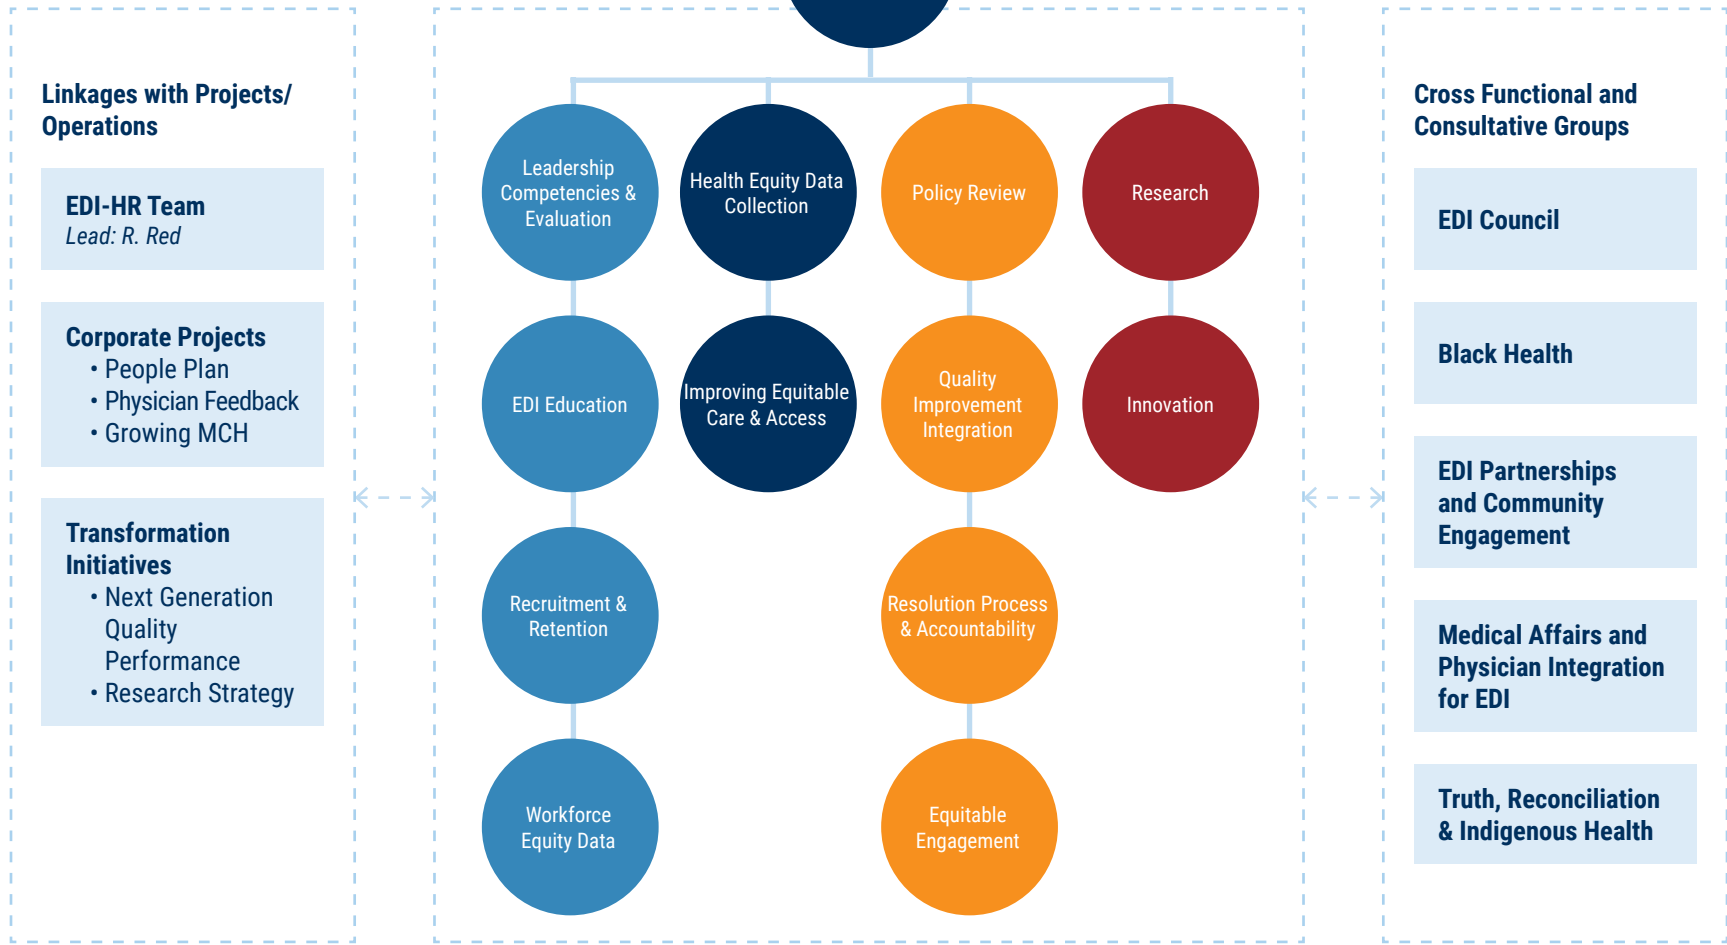 Linkages with Projects/
Operations
EDI-HR Team
Lead: R. Red
Corporate Projects
• People Plan
• Physician Feedback
• Growing MCH
Transformation
Initiatives
• Next Generation
Quality
Performance
• Research Strategy
Leadership
Competencies &
Evaluation
EDI Education
Recruitment &
Retention
Workforce
Equity Data
Health Equity Data
Collection
Improving Equitable
Care & Access
Policy Review
Quality
Improvement
Integration
Resolution Process
& Accountability
Equitable
Engagement
Research
Innovation
Cross Functional and
Consultative Groups
EDI Council
Black Health
EDI Partnerships
and Community
Engagement
Medical Affairs and
Physician Integration
for EDI
Truth, Reconciliation
& Indigenous Health